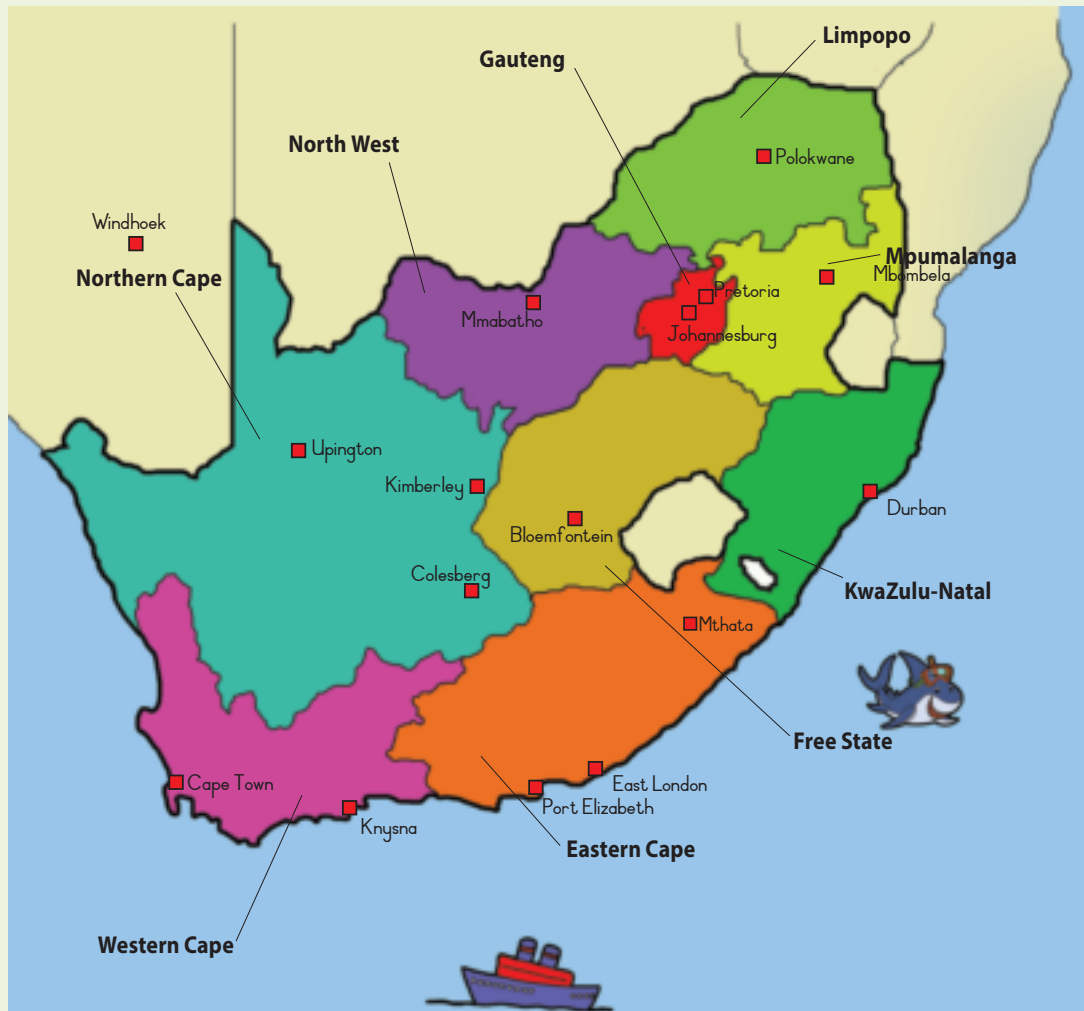 Limpopo
Gauteng
North West
Polokwane
Windhoek
Northern Cape
Mpumalanga
Mbombela
Pretoria
Mmabatho
Johannesburg
Upington
Kimberley
Durban
Bloemfontein
Colesberg
KwaZulu-Natal
Mthata
Free State
Cape Town
East London
Port Elizabeth
Knysna
Eastern Cape
Western Cape